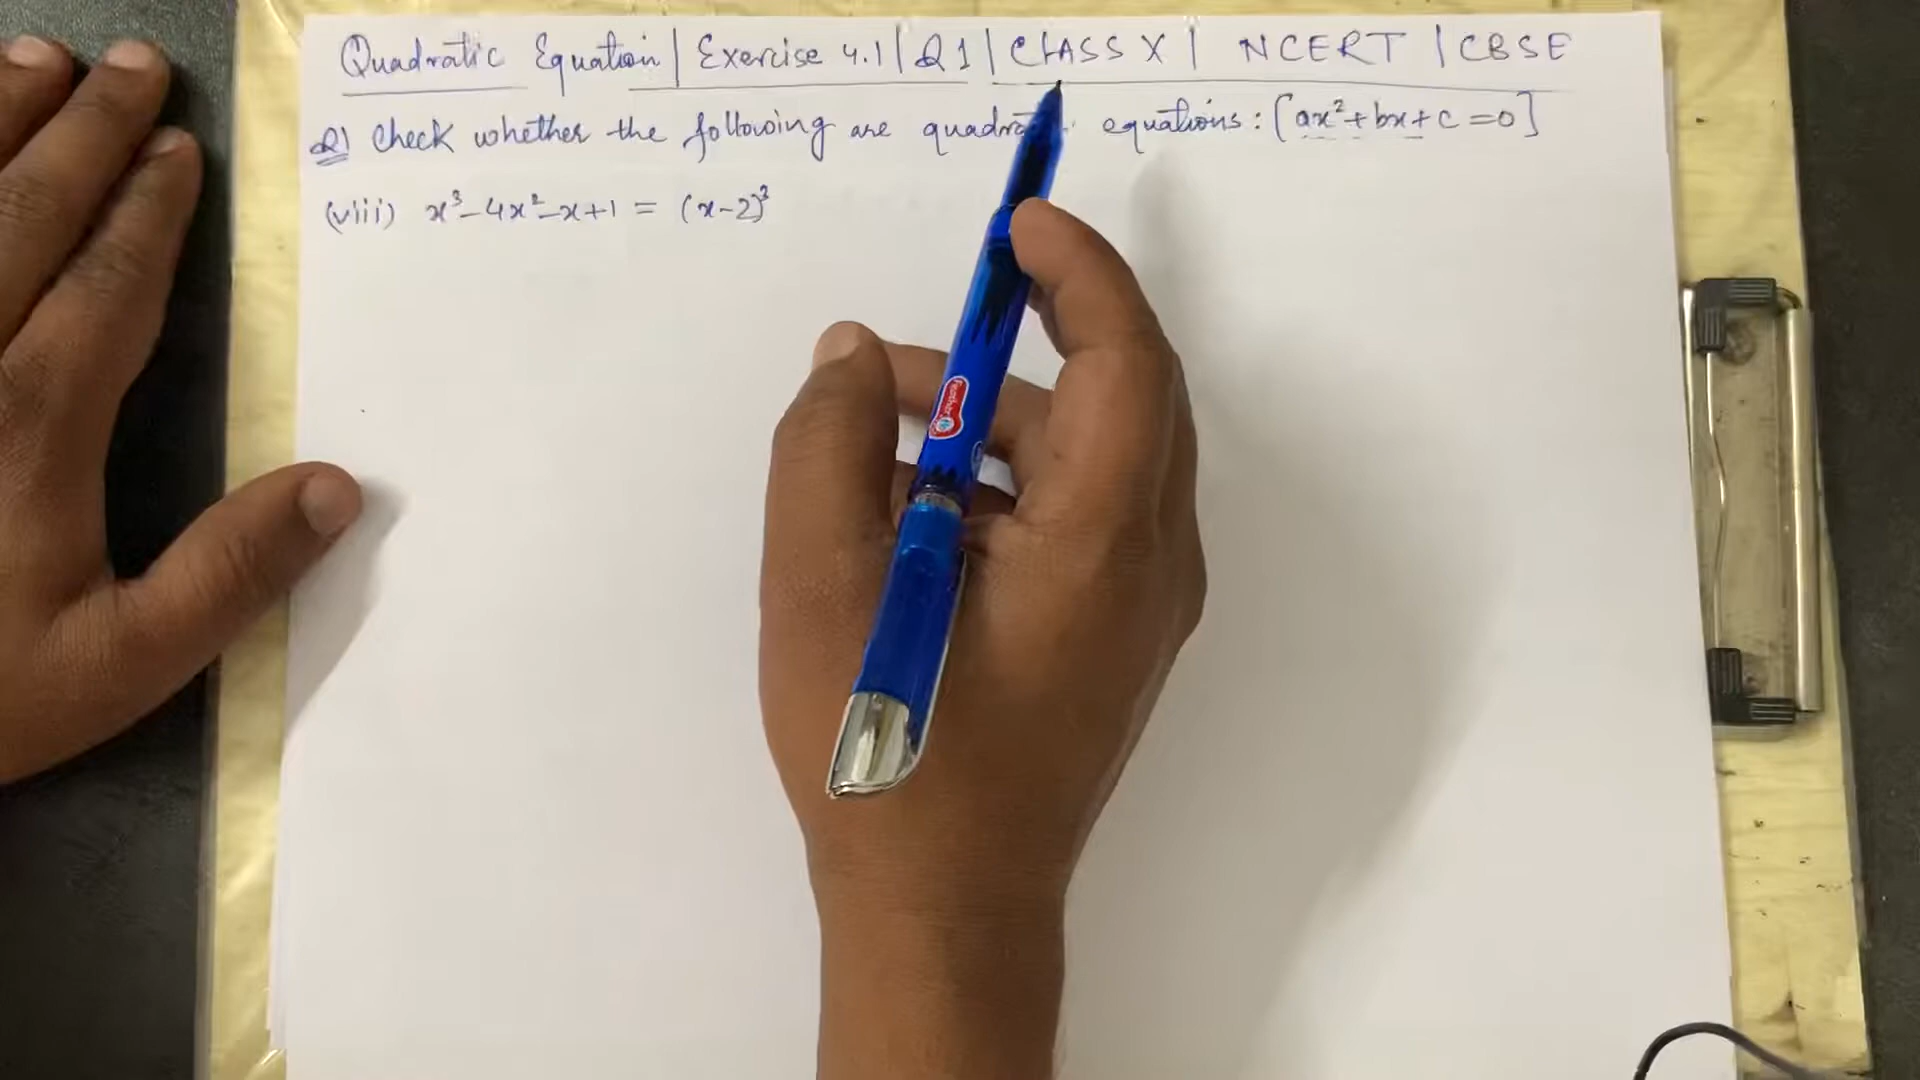 Quadratic Equation | Exercise 4.1 | Q1 | CLASS X | NCERT | CBSE
Q1 Check whether the following are equations: [ax²+bx+c=0]
(viii) x³-4x²-x+1 = (x-2)³